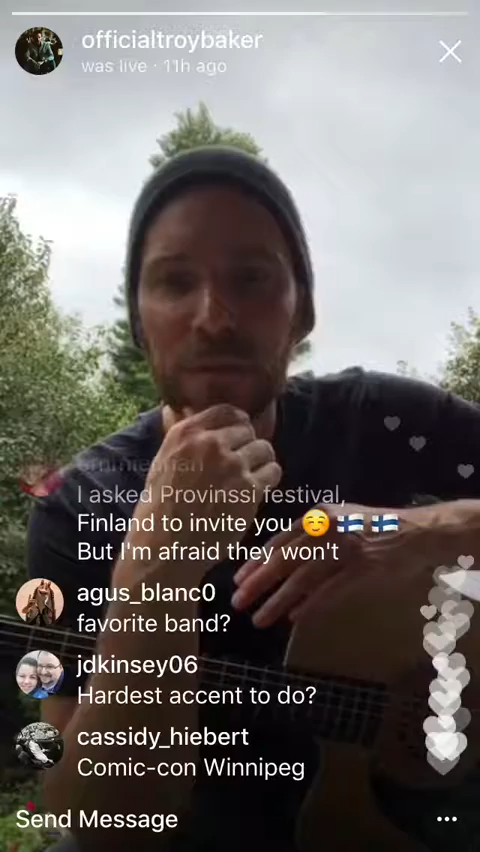 officialtroybaker
was live · 11h ago
I asked Provinssi festival,
Finland to invite you ☺️ 🇫🇮 🇫🇮
But I'm afraid they won't
agus_blanc0
favorite band?
jdkinsey06
Hardest accent to do?
cassidy_hiebert
Comic-con Winnipeg
Send Message